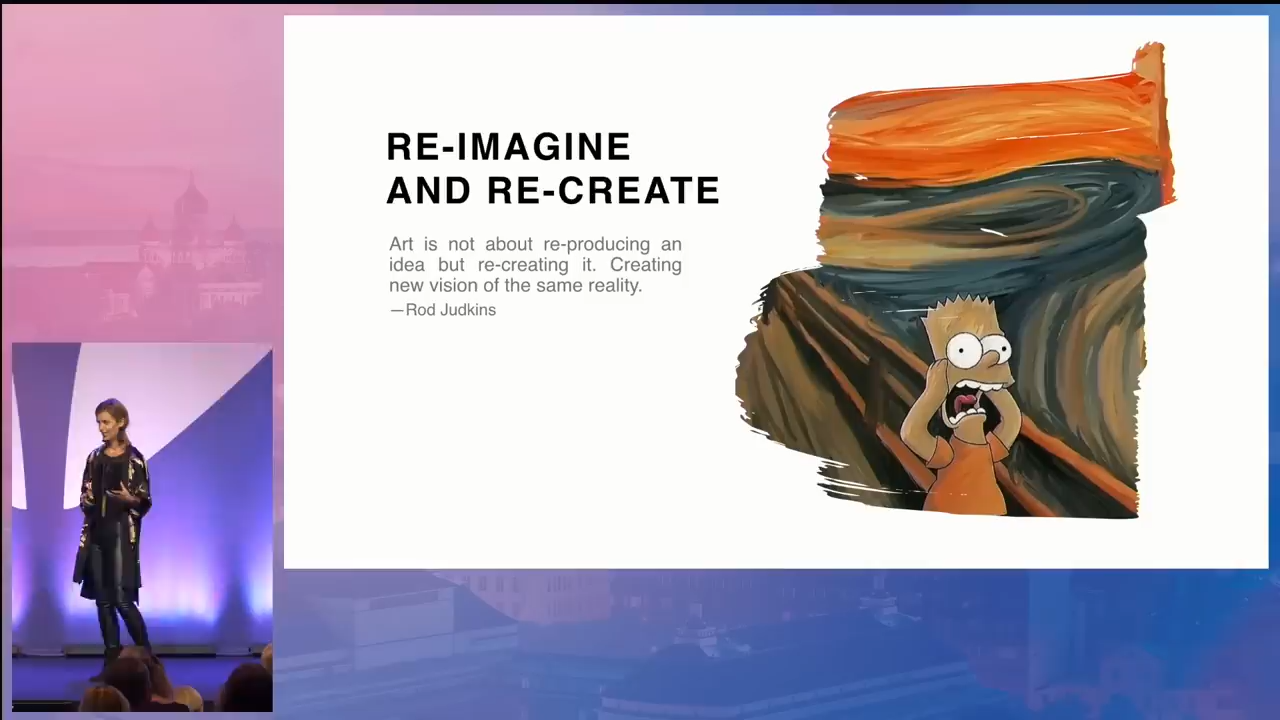 RE-IMAGINE
AND RE-CREATE
Art is not about re-producing an
idea but re-creating it. Creating
new vision of the same reality.
—Rod Judkins